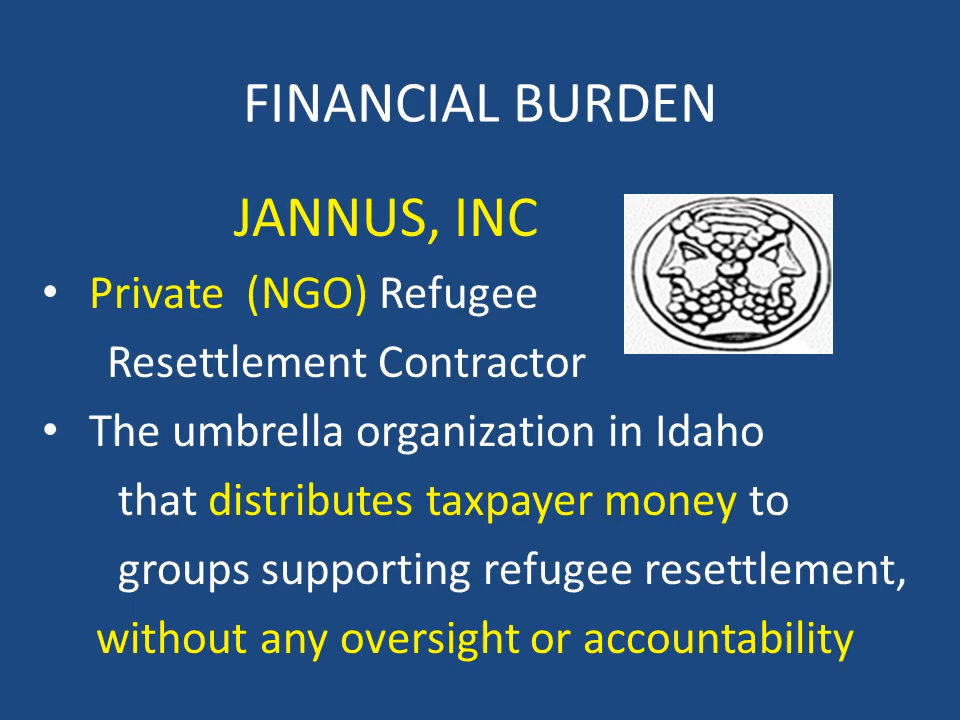 FINANCIAL BURDEN
JANNUS, INC
• Private (NGO) Refugee
Resettlement Contractor
• The umbrella organization in Idaho
that distributes taxpayer money to
groups supporting refugee resettlement,
without any oversight or accountability